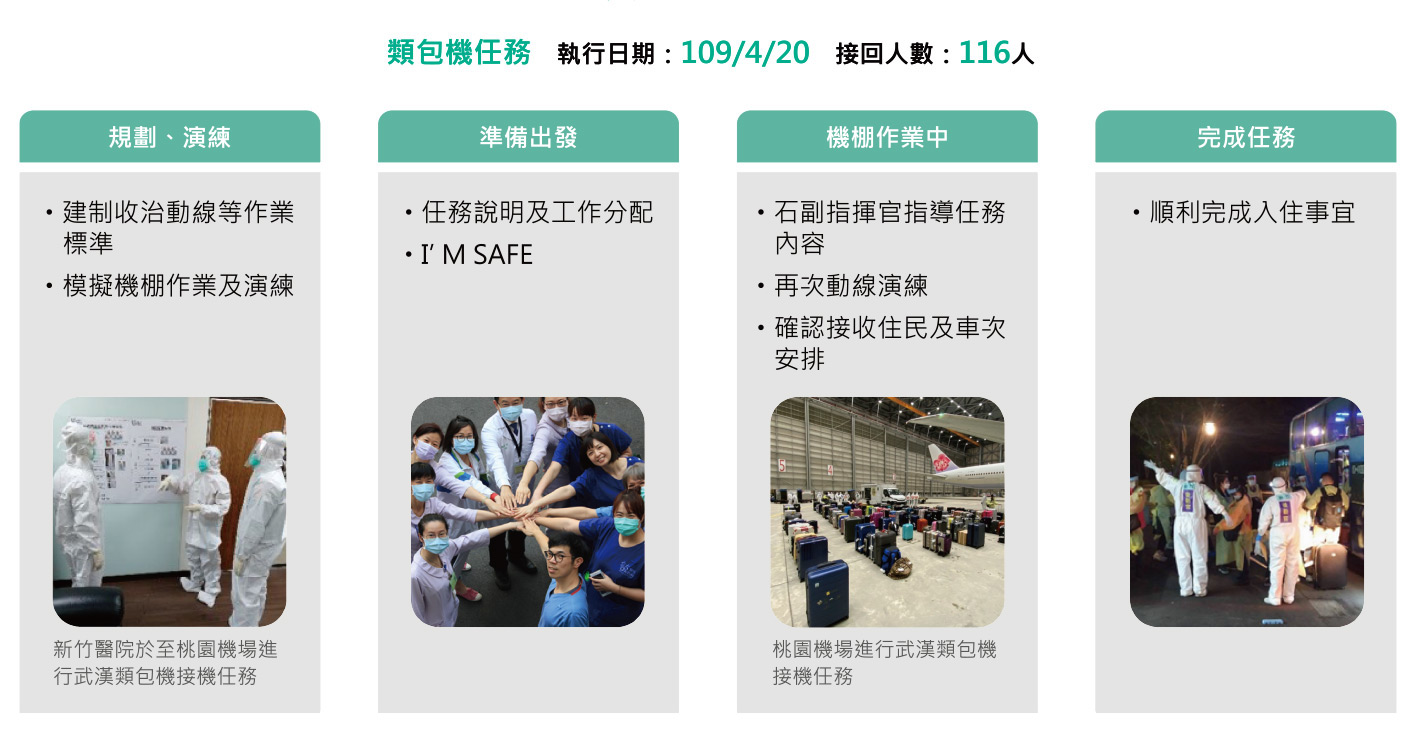 類包機任務 執行日期：109/4/20 接回人數：116人
規劃、演練
・建制收治動線等作業
標準
・模擬機棚作業及演練
新竹醫院於至桃園機場進
行武漢類包機接機任務
準備出發
・任務說明及工作分配
・I’M SAFE
機棚作業中
・石副指揮官指導任務
內容
・再次動線演練
・確認接收住民及車次
安排
5
4
桃園機場進行武漢類包機
接機任務
完成任務
・順利完成入住事宜